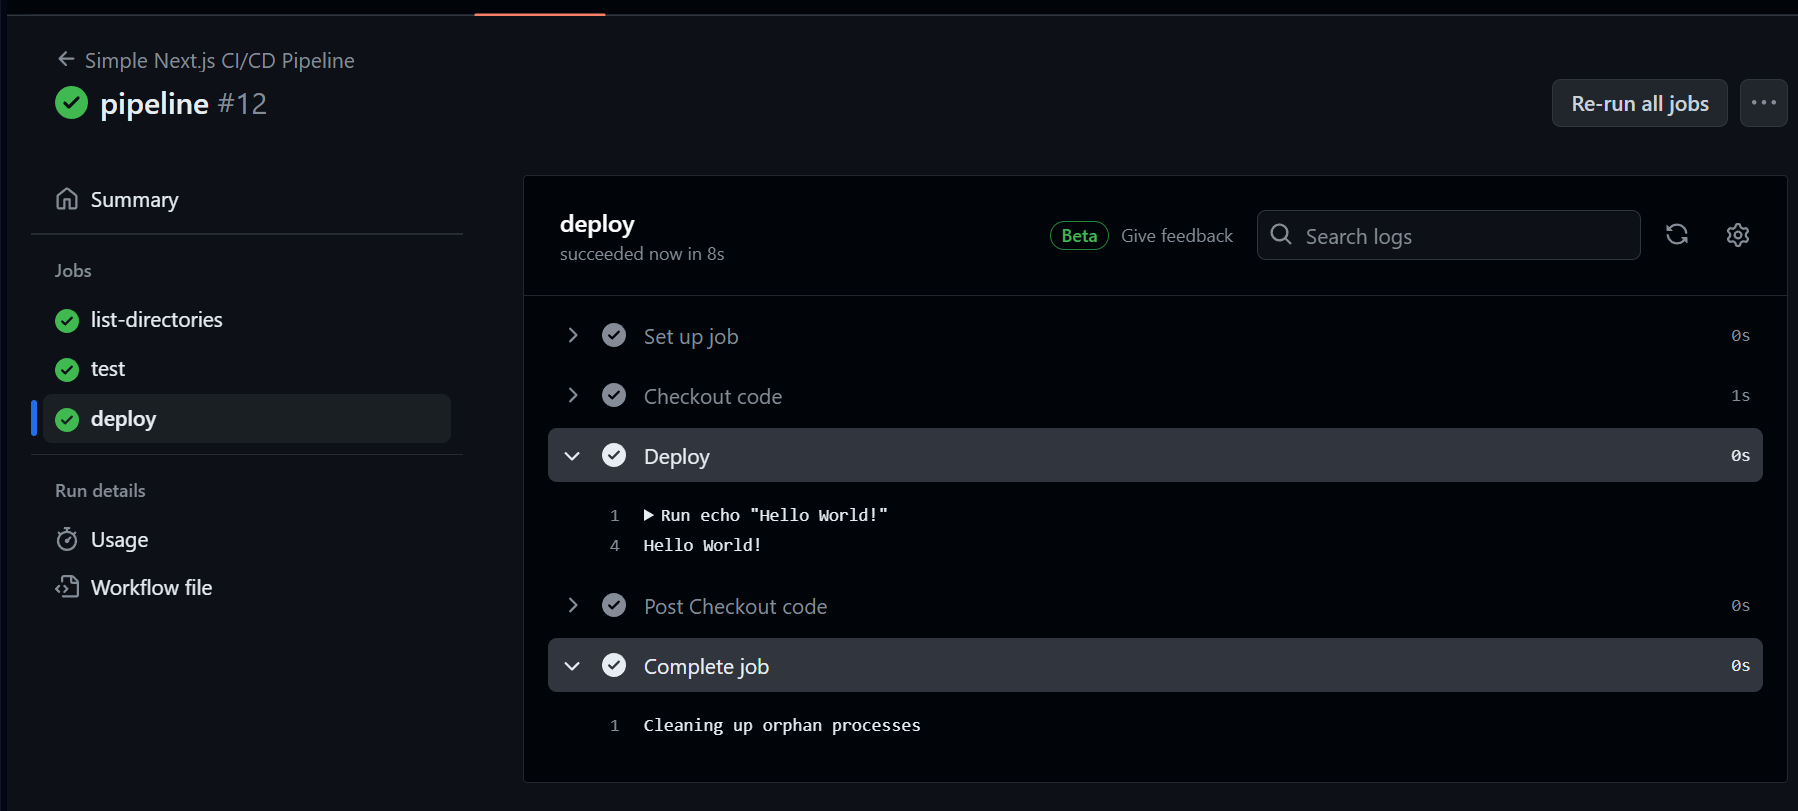 Simple Next.js CI/CD Pipeline
pipeline #12
Re-run all jobs
Summary
Jobs
list-directories
test
deploy
Run details
Usage
Workflow file
deploy
succeeded now in 8s
Beta
Give feedback
Search logs
Set up job 0s
Checkout code 1s
Deploy 0s
1 Run echo "Hello World!"
4 Hello World!
Post Checkout code 0s
Complete job 0s
1 Cleaning up orphan processes